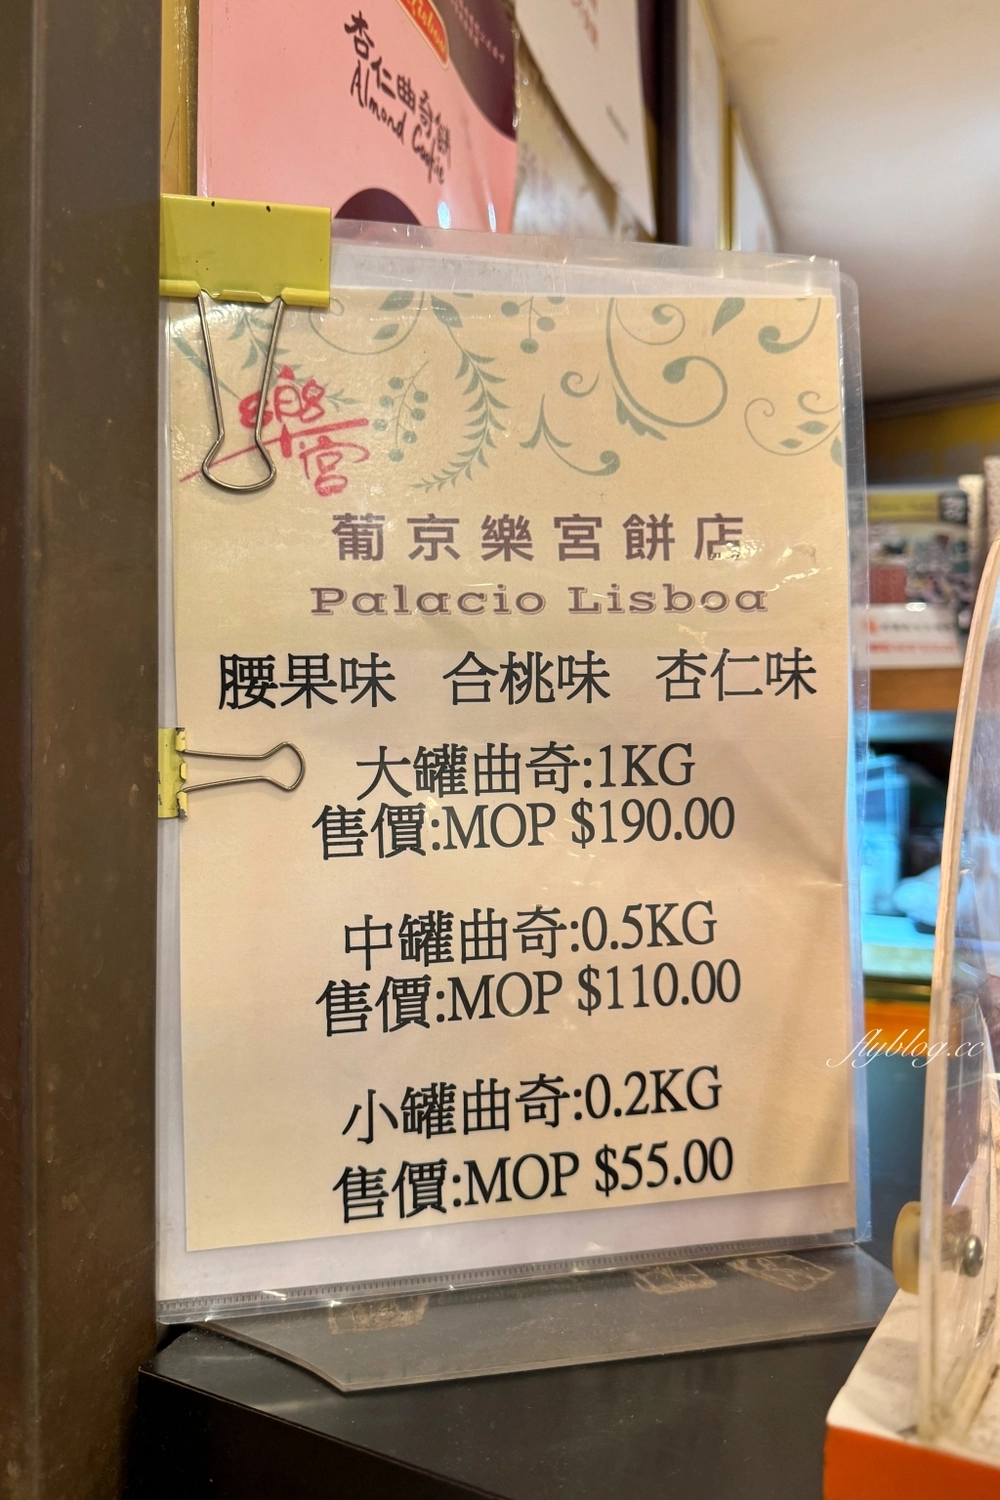 杏仁曲奇餅
Almond Cookie
樂宮
葡京樂宮餅店
Palacio Lisboa
腰果味 合桃味 杏仁味
大罐曲奇:1KG
售價:MOP $190.00
中罐曲奇:0.5KG
售價:MOP $110.00
小罐曲奇:0.2KG
售價:MOP $55.00
flyblog.cc